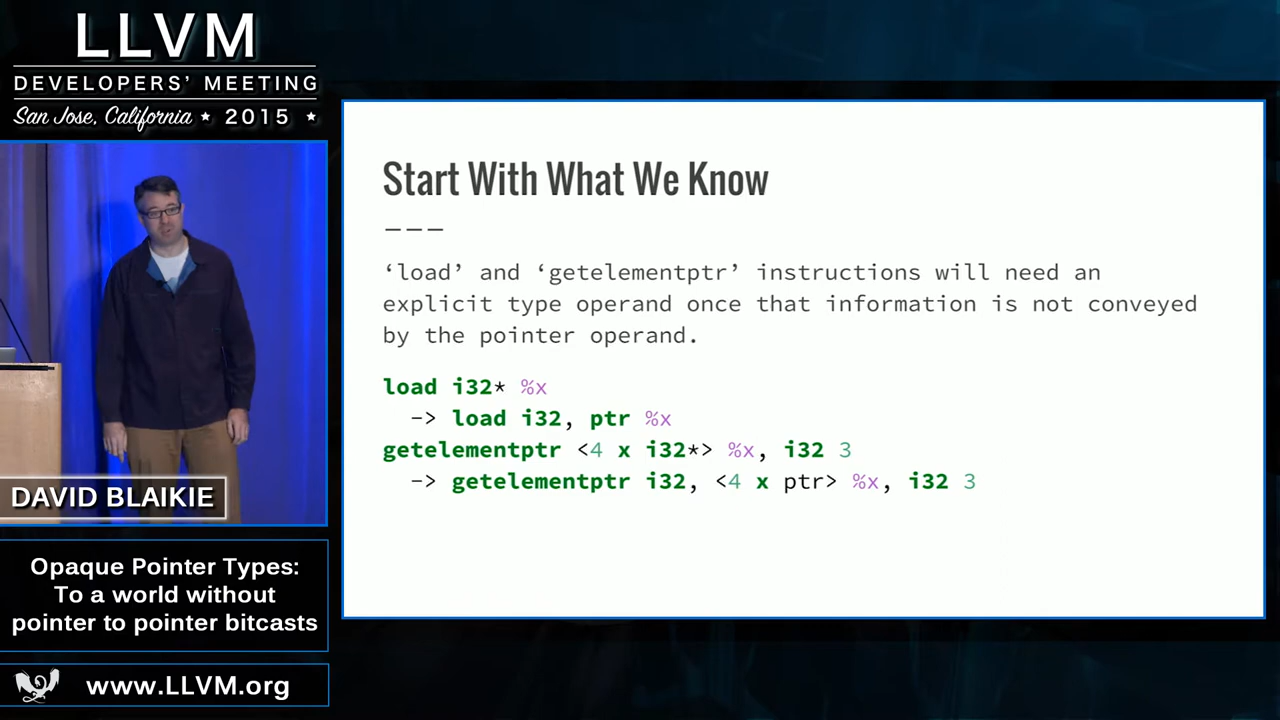 LLVM
DEVELOPERS' MEETING
San Jose, California ★ 2015 ★
DAVID BLAIKIE
Opaque Pointer Types:
To a world without
pointer to pointer bitcasts
www.LLVM.org
Start With What We Know
———
‘load’ and ‘getelementptr’ instructions will need an
explicit type operand once that information is not conveyed
by the pointer operand.
load i32* %x
-> load i32, ptr %x
getelementptr <4 x i32*> %x, i32 3
-> getelementptr i32, <4 x ptr> %x, i32 3